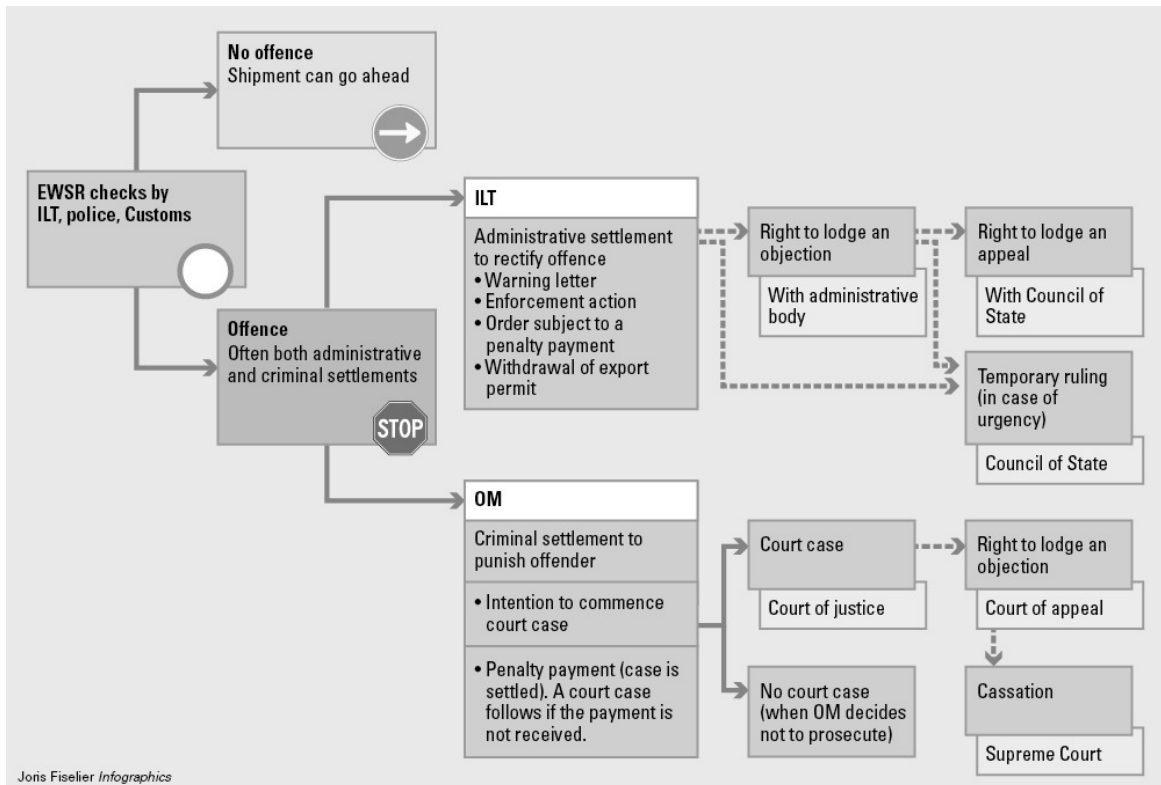 No offence
Shipment can go ahead
EWSR checks by
ILT, police, Customs
Offence
Often both administrative
and criminal settlements
STOP
ILT
Administrative settlement
to rectify offence
• Warning letter
• Enforcement action
• Order subject to a
penalty payment
• Withdrawal of export
permit
Right to lodge an
objection
With administrative
body
Right to lodge an
appeal
With Council of
State
Temporary ruling
(in case of
urgency)
Council of State
OM
Criminal settlement to
punish offender
• Intention to commence
court case
• Penalty payment (case is
settled). A court case
follows if the payment is
not received.
Court case
Court of justice
Right to lodge an
objection
Court of appeal
No court case
(when OM decides
not to prosecute)
Cassation
Supreme Court
Joris Fiselier Infographics